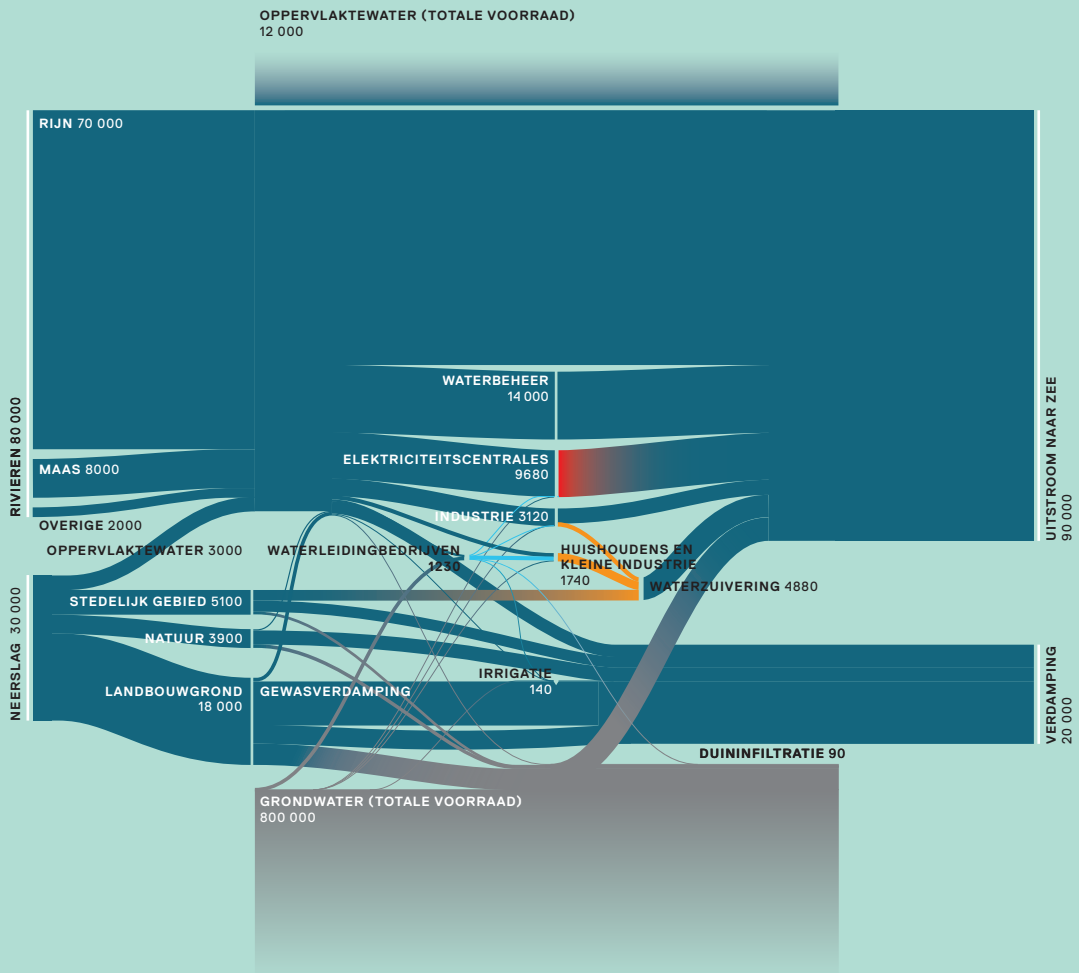 OPPERVLAKTEWATER (TOTALE VOORRAAD)
12 000
RIJN 70 000
RIVIEREN 80 000
MAAS 8000
OVERIGE 2000
WATERBEHEER
14 000
ELEKTRICITEITSCENTRALES
9680
INDUSTRIE 3120
UITSTROOM NAAR ZEE
90 000
OPPERVLAKTEWATER 3000
WATERLEIDINGBEDRIJVEN
1230
HUISHOUDENS EN
KLEINE INDUSTRIE
1740
WATERZUIVERING 4880
NEERSLAG 30 000
STEDELIJK GEBIED 5100
NATUUR 3900
LANDBOUWGROND
18 000
GEWASVERDAMPING
IRRIGATIE
140
VERDAMPING
20 000
DUININFILTRATIE 90
GRONDWATER (TOTALE VOORRAAD)
800 000